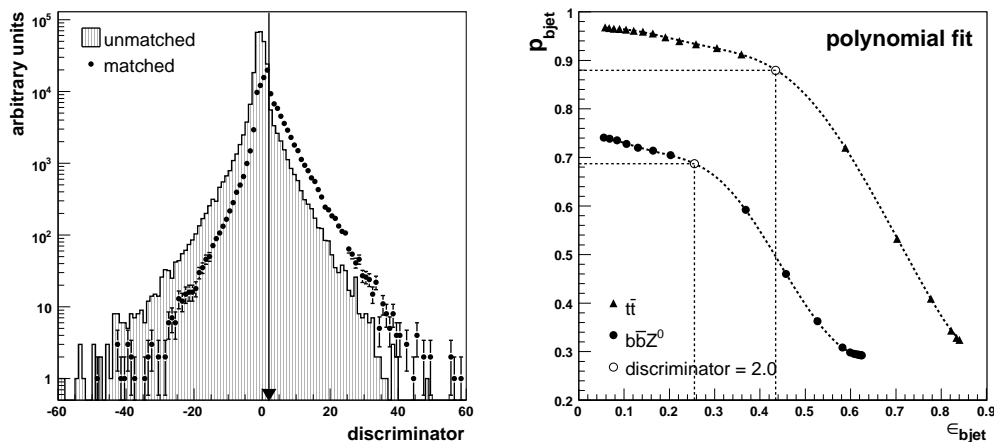 arbitrary units
10⁵
10⁴
10³
10²
10
1
unmatched
matched
-60 -40 -20 0 20 40 60
discriminator
p_bjet
1
0.9
0.8
0.7
0.6
0.5
0.4
0.3
0.2
polynomial fit
tt̄
bb̄Z⁰
discriminator = 2.0
0 0.1 0.2 0.3 0.4 0.5 0.6 0.7 0.8 0.9
∈_bjet